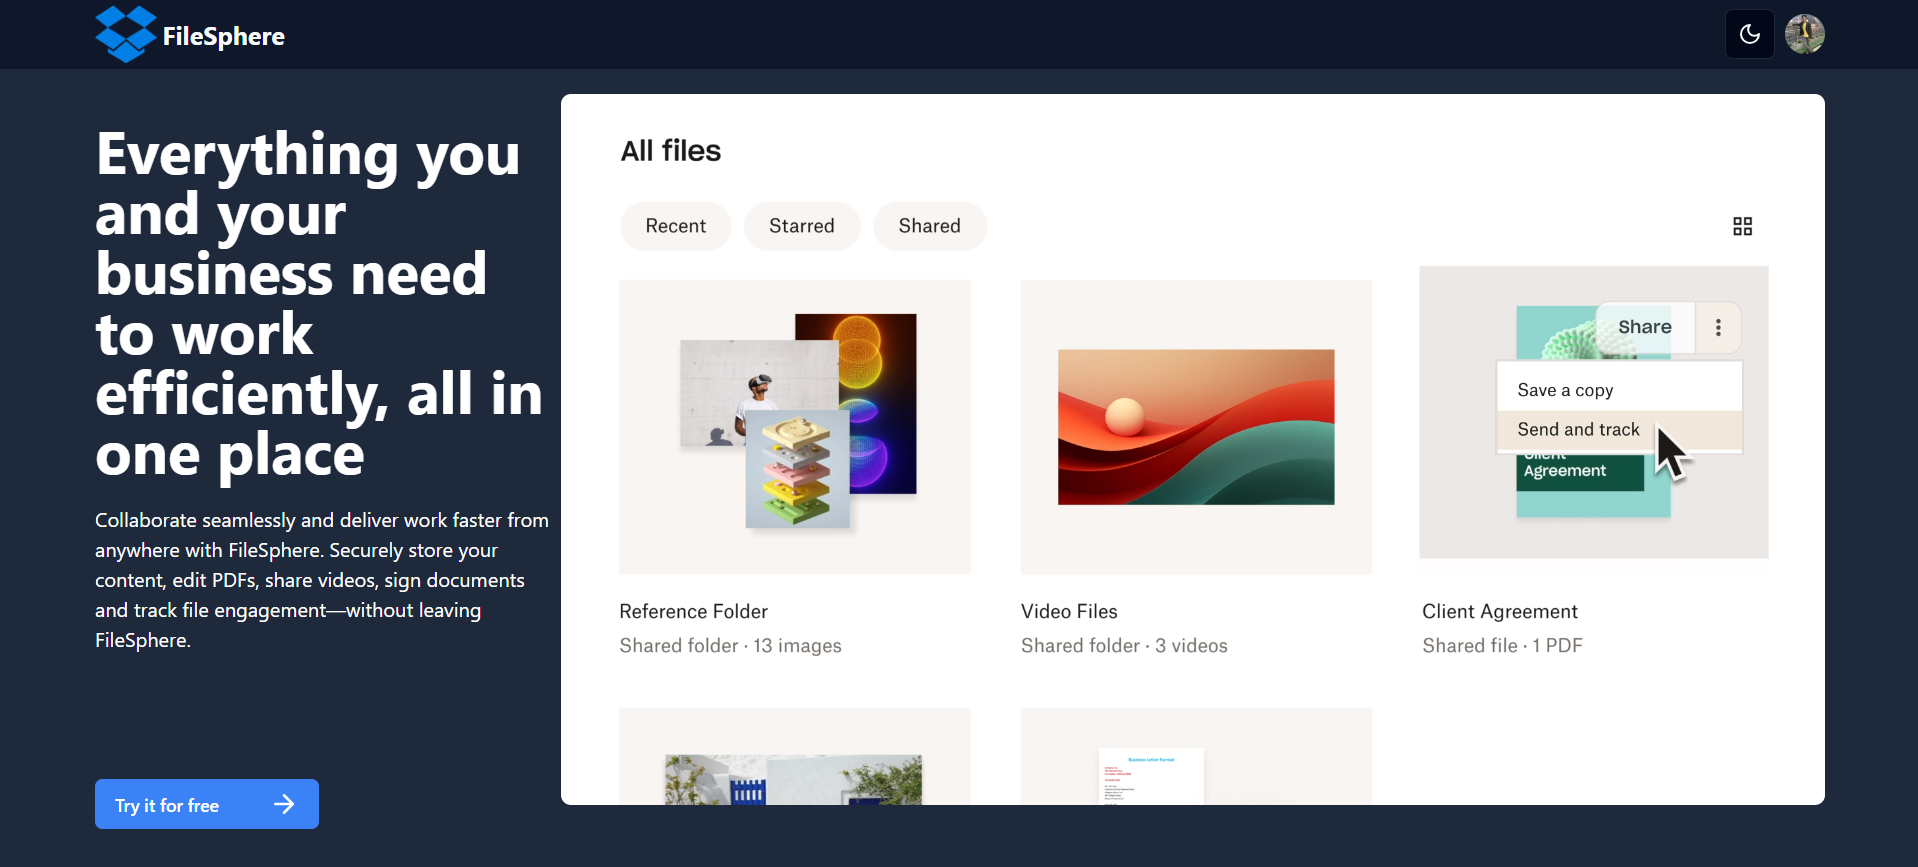 FileSphere
Everything you
and your
business need
to work
efficiently, all in
one place
Collaborate seamlessly and deliver work faster from
anywhere with FileSphere. Securely store your
content, edit PDFs, share videos, sign documents
and track file engagement—without leaving
FileSphere.
Try it for free
All files
Recent Starred Shared
Share
Save a copy
Send and track
Client
Agreement
Reference Folder
Shared folder · 13 images
Video Files
Shared folder · 3 videos
Client Agreement
Shared file · 1 PDF
Business Letter Format